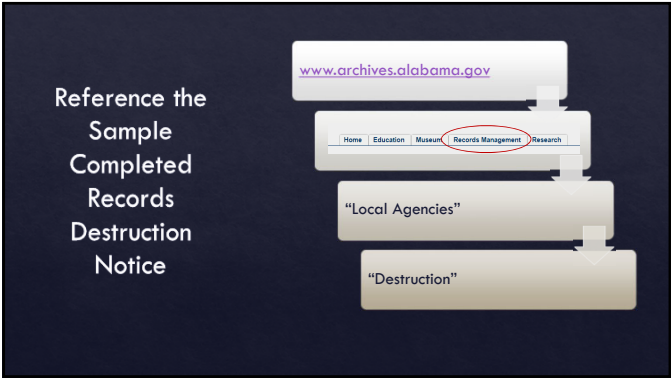 Reference the
Sample
Completed
Records
Destruction
Notice
www.archives.alabama.gov
Home Education Museum Records Management Research
“Local Agencies”
“Destruction”